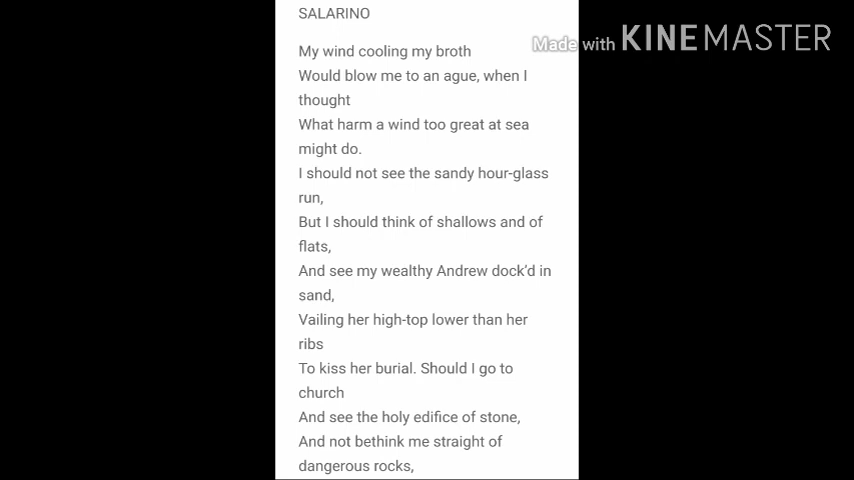 SALARINO
Made with KINEMASTER
My wind cooling my broth
Would blow me to an ague, when I
thought
What harm a wind too great at sea
might do.
I should not see the sandy hour-glass
run,
But I should think of shallows and of
flats,
And see my wealthy Andrew dock'd in
sand,
Vailing her high-top lower than her
ribs
To kiss her burial. Should I go to
church
And see the holy edifice of stone,
And not bethink me straight of
dangerous rocks,